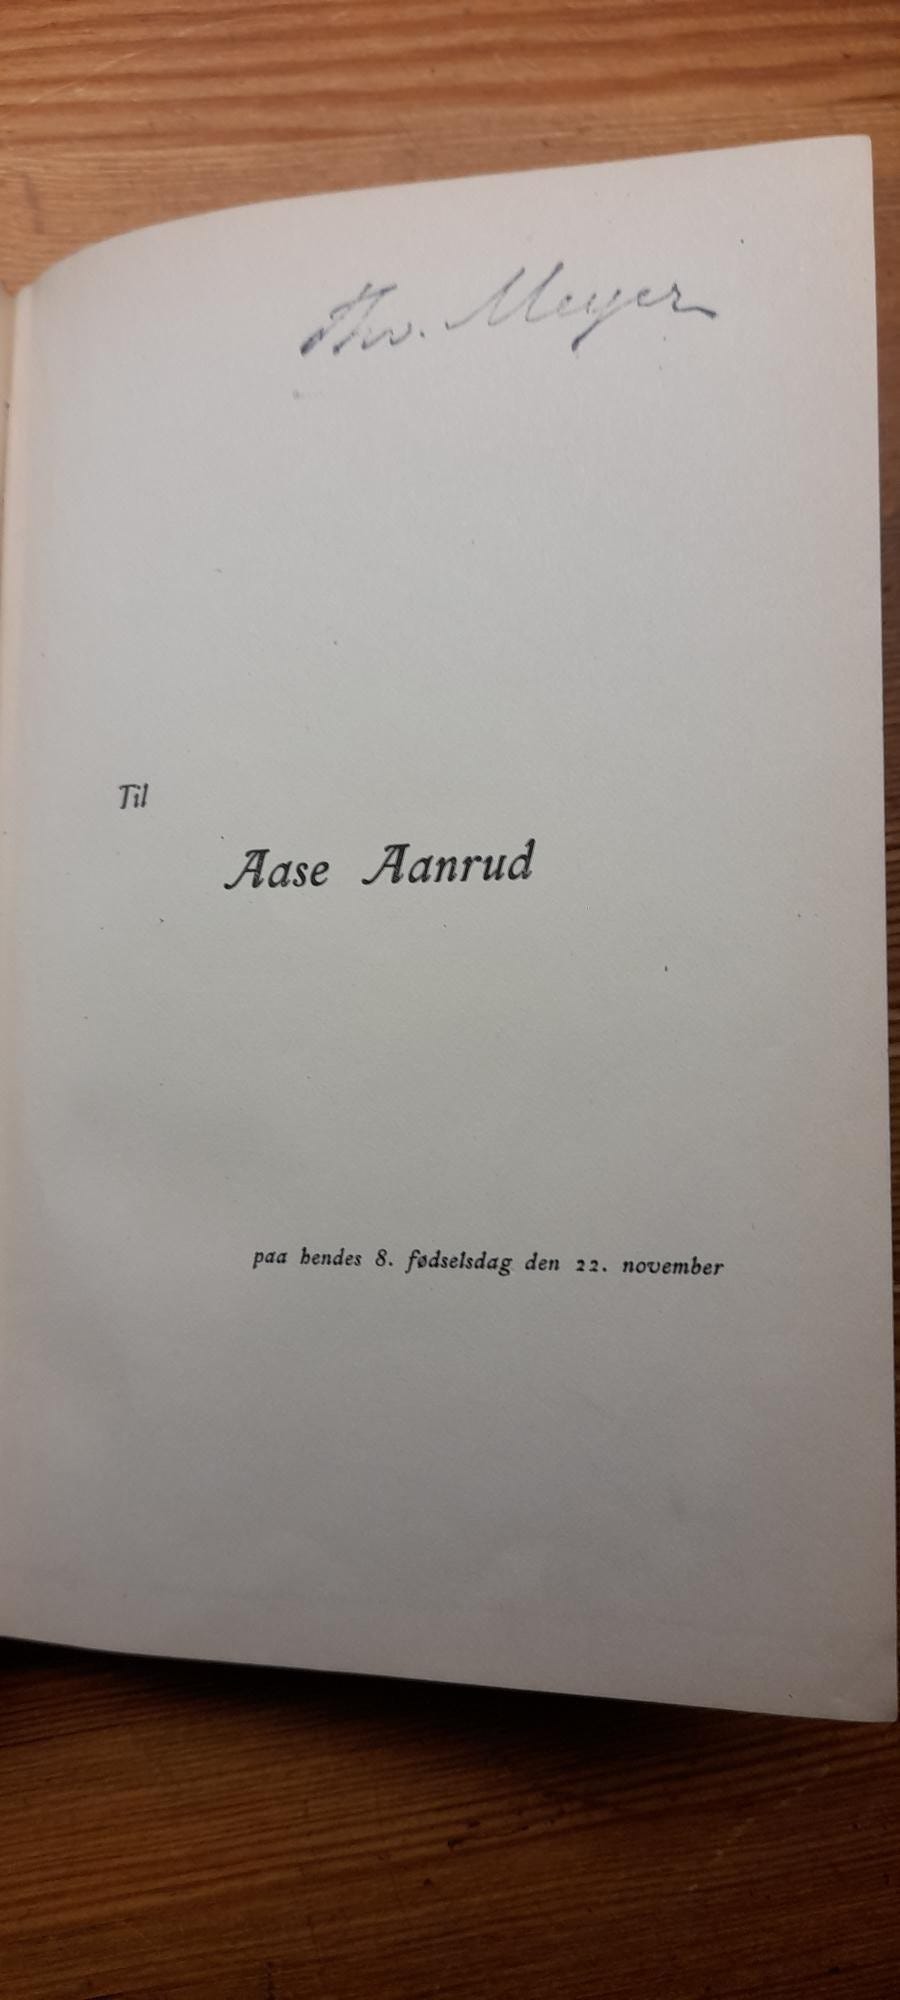 Thv. Meyer
Til
Aase Aanrud
paa hendes 8. fødselsdag den 22. november